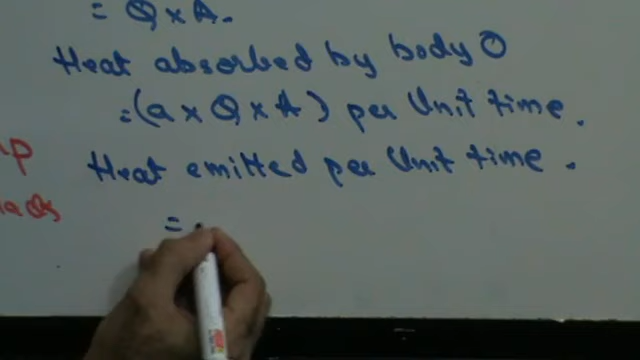 = Q x A.
Heat absorbed by body O
= (a x Q x A) per Unit time.
Heat emitted per Unit time.
=